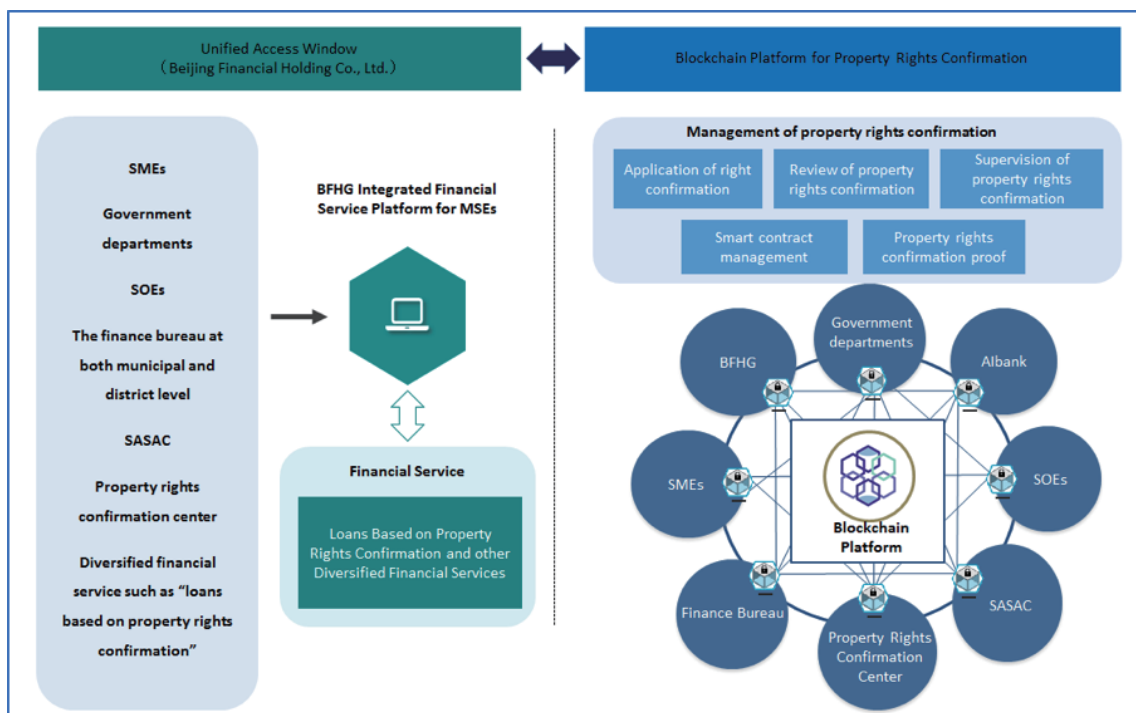 Unified Access Window
（Beijing Financial Holding Co., Ltd.）
Blockchain Platform for Property Rights Confirmation
SMEs
Government
departments
SOEs
The finance bureau at
both municipal and
district level
SASAC
Property rights
confirmation center
Diversified financial
service such as “loans
based on property rights
confirmation”
BFHG Integrated Financial
Service Platform for MSEs
Financial Service
Loans Based on Property
Rights Confirmation and other
Diversified Financial Services
Management of property rights confirmation
Application of right
confirmation
Review of property
rights confirmation
Supervision of
property rights
confirmation
Smart contract
management
Property rights
confirmation proof
Government
departments
BFHG
AIbank
SMEs
SOEs
Blockchain
Platform
Finance Bureau
SASAC
Property Rights
Confirmation
Center